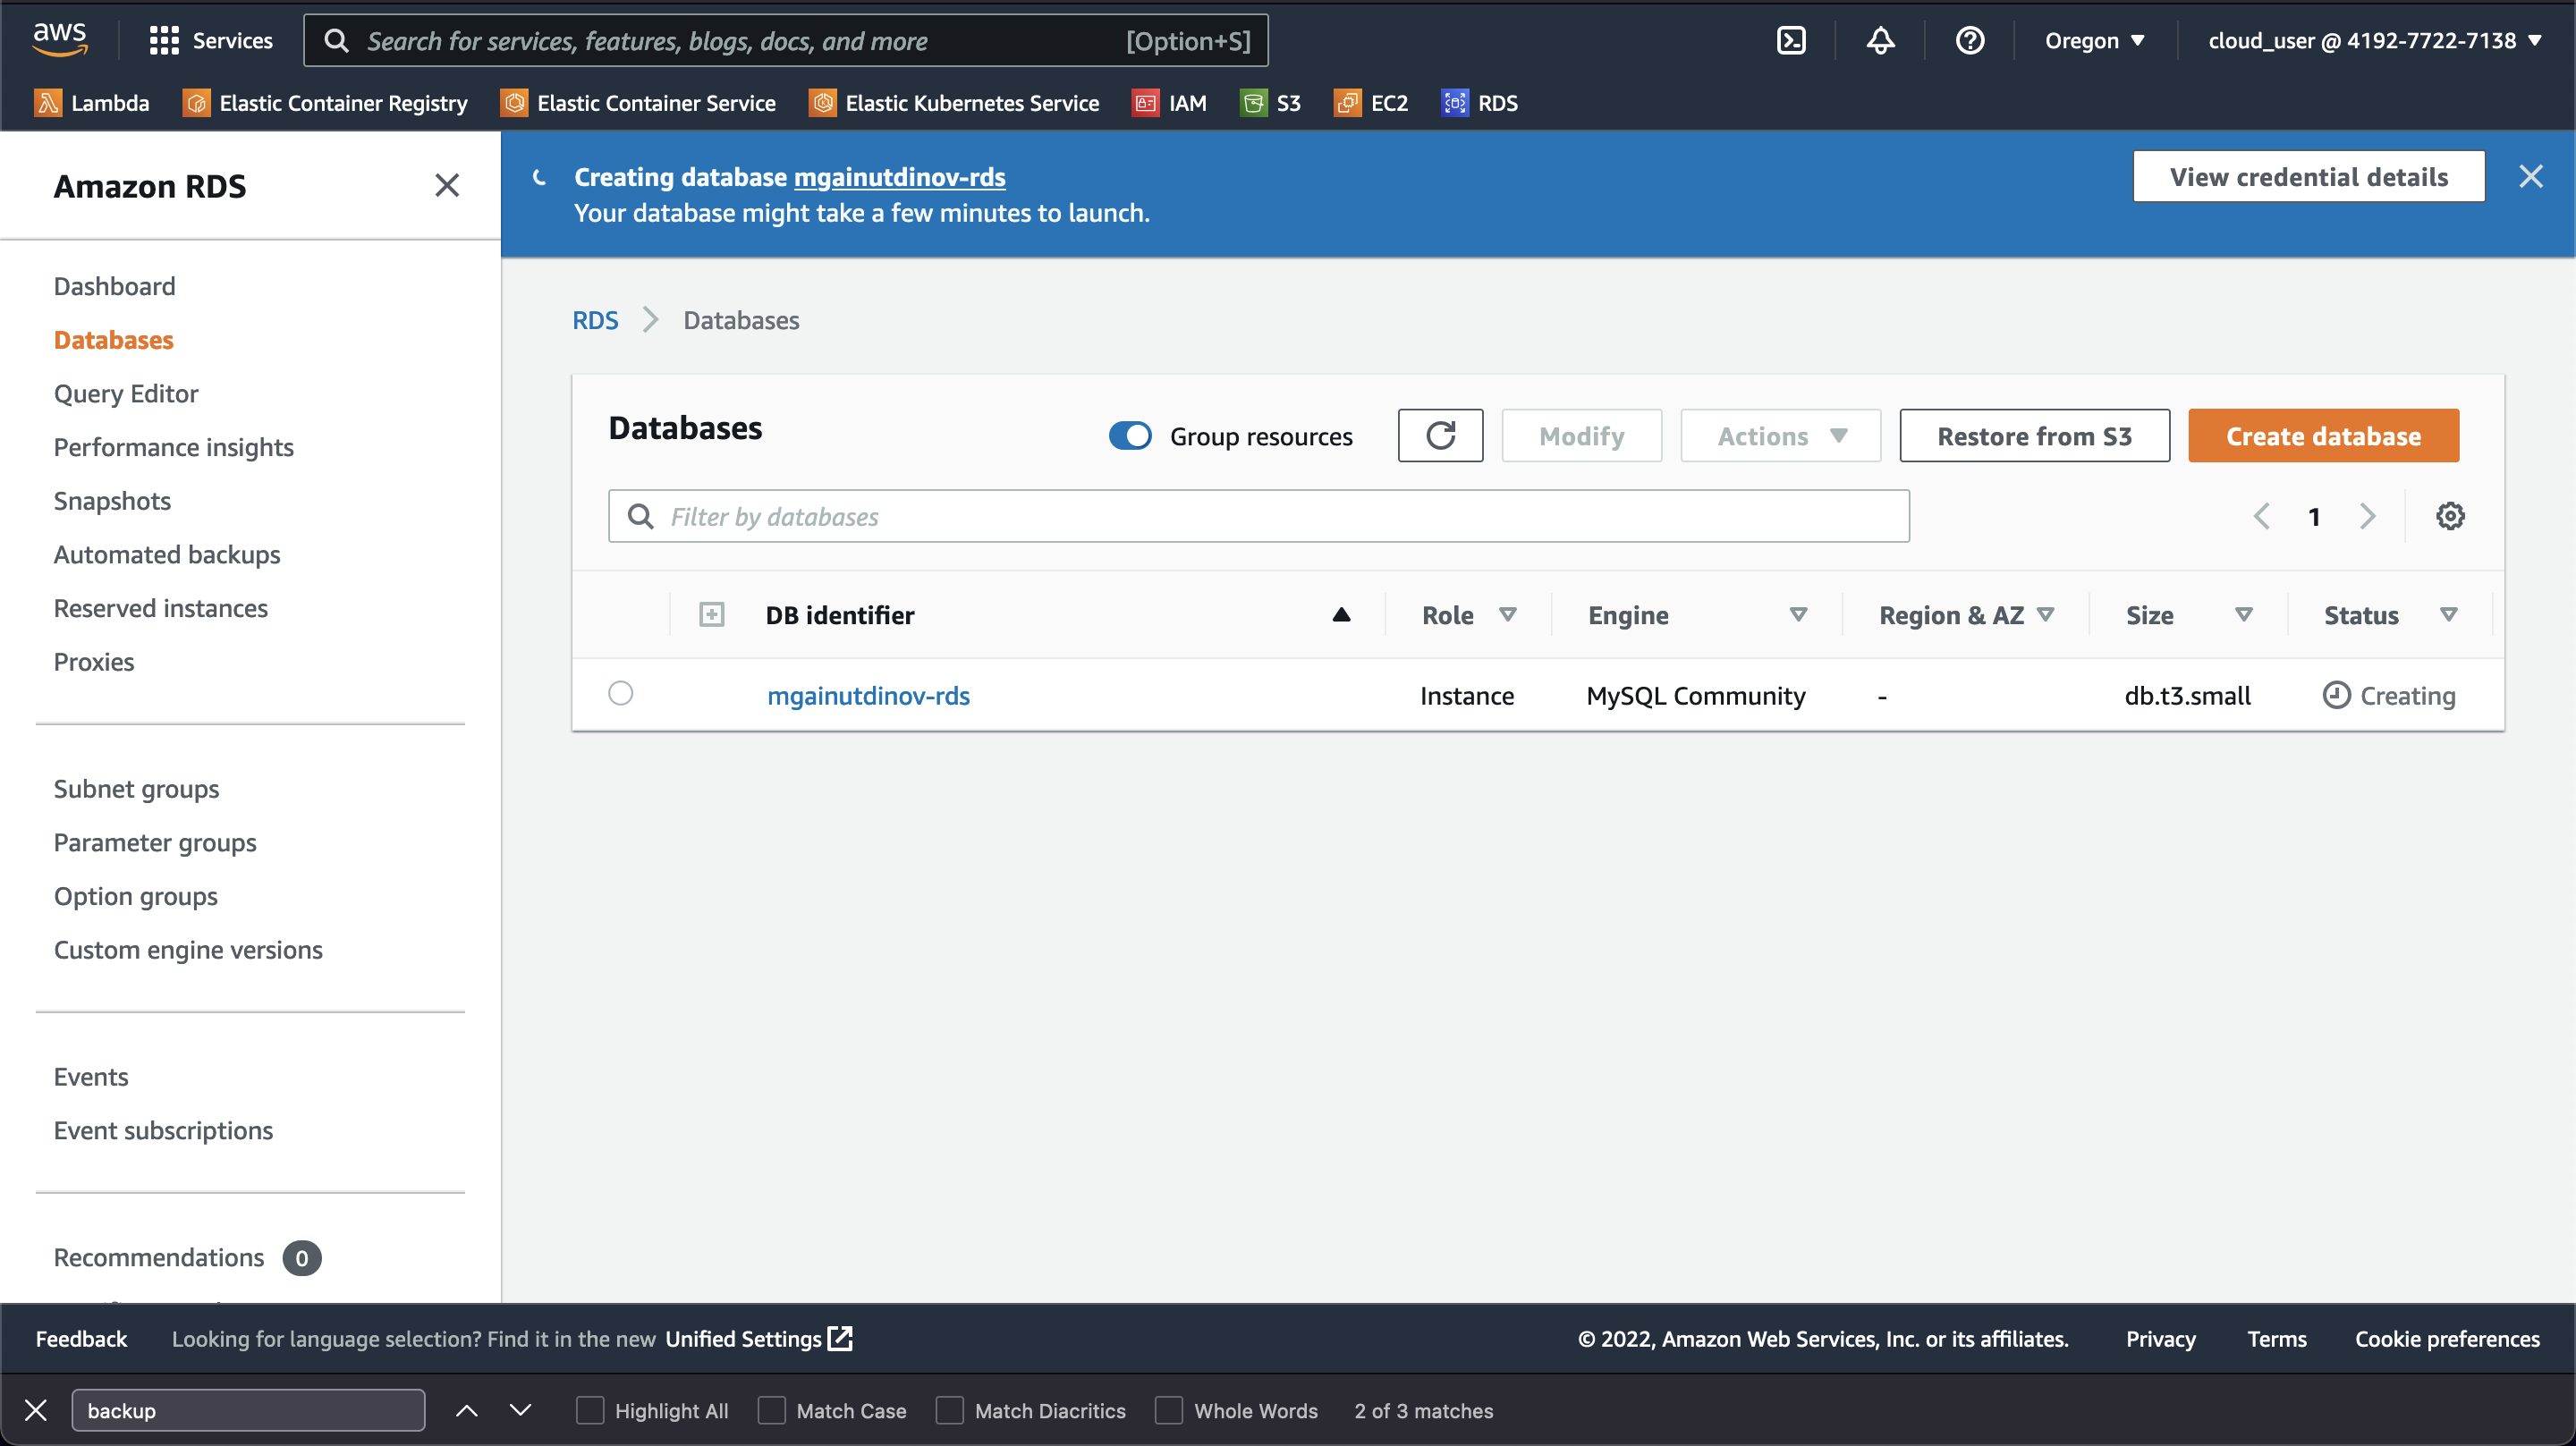 aws
Services
Search for services, features, blogs, docs, and more [Option+S]
Oregon
cloud_user @ 4192-7722-7138
Lambda
Elastic Container Registry
Elastic Container Service
Elastic Kubernetes Service
IAM
S3
EC2
RDS
Amazon RDS
Dashboard
Databases
Query Editor
Performance insights
Snapshots
Automated backups
Reserved instances
Proxies
Subnet groups
Parameter groups
Option groups
Custom engine versions
Events
Event subscriptions
Recommendations 0
Creating database mgainutdinov-rds
Your database might take a few minutes to launch.
View credential details
RDS > Databases
Databases
Group resources
Modify
Actions
Restore from S3
Create database
Filter by databases
1
DB identifier Role Engine Region & AZ Size Status
mgainutdinov-rds Instance MySQL Community - db.t3.small Creating
Feedback
Looking for language selection? Find it in the new Unified Settings
© 2022, Amazon Web Services, Inc. or its affiliates.
Privacy
Terms
Cookie preferences
backup
Highlight All
Match Case
Match Diacritics
Whole Words
2 of 3 matches